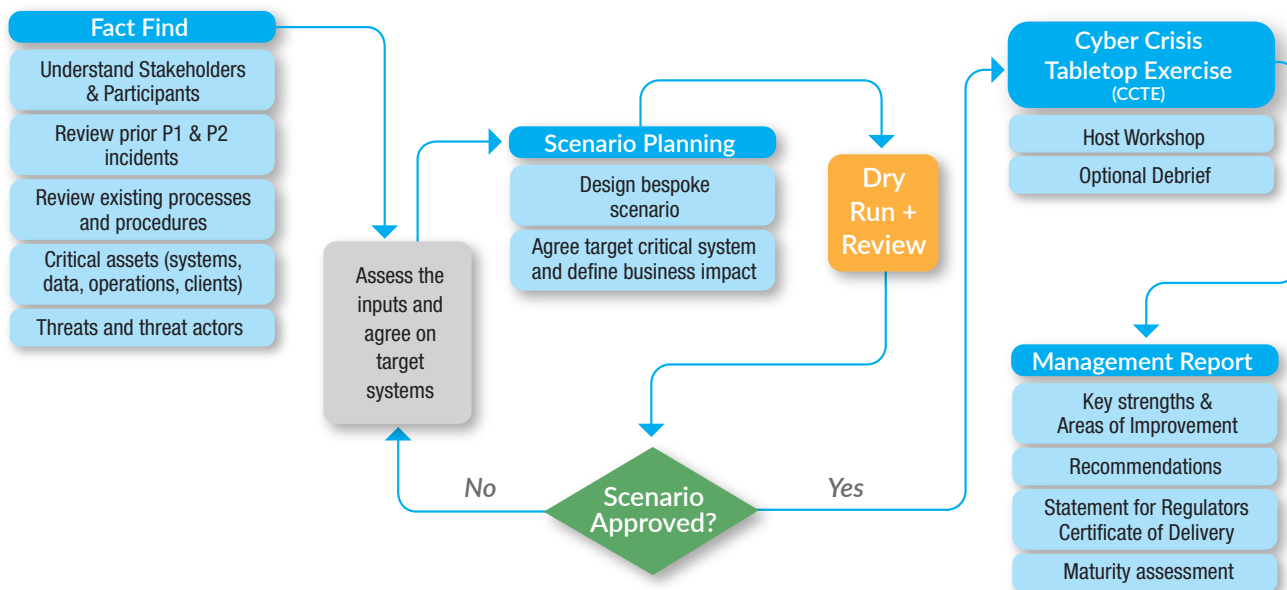 Fact Find
Understand Stakeholders
& Participants
Review prior P1 & P2
incidents
Review existing processes
and procedures
Critical assets (systems,
data, operations, clients)
Threats and threat actors
Assess the
inputs and
agree on
target
systems
Scenario Planning
Design bespoke
scenario
Agree target critical system
and define business impact
Dry
Run +
Review
Scenario
Approved?
No
Yes
Cyber Crisis
Tabletop Exercise
(CCTE)
Host Workshop
Optional Debrief
Management Report
Key strengths &
Areas of Improvement
Recommendations
Statement for Regulators
Certificate of Delivery
Maturity assessment